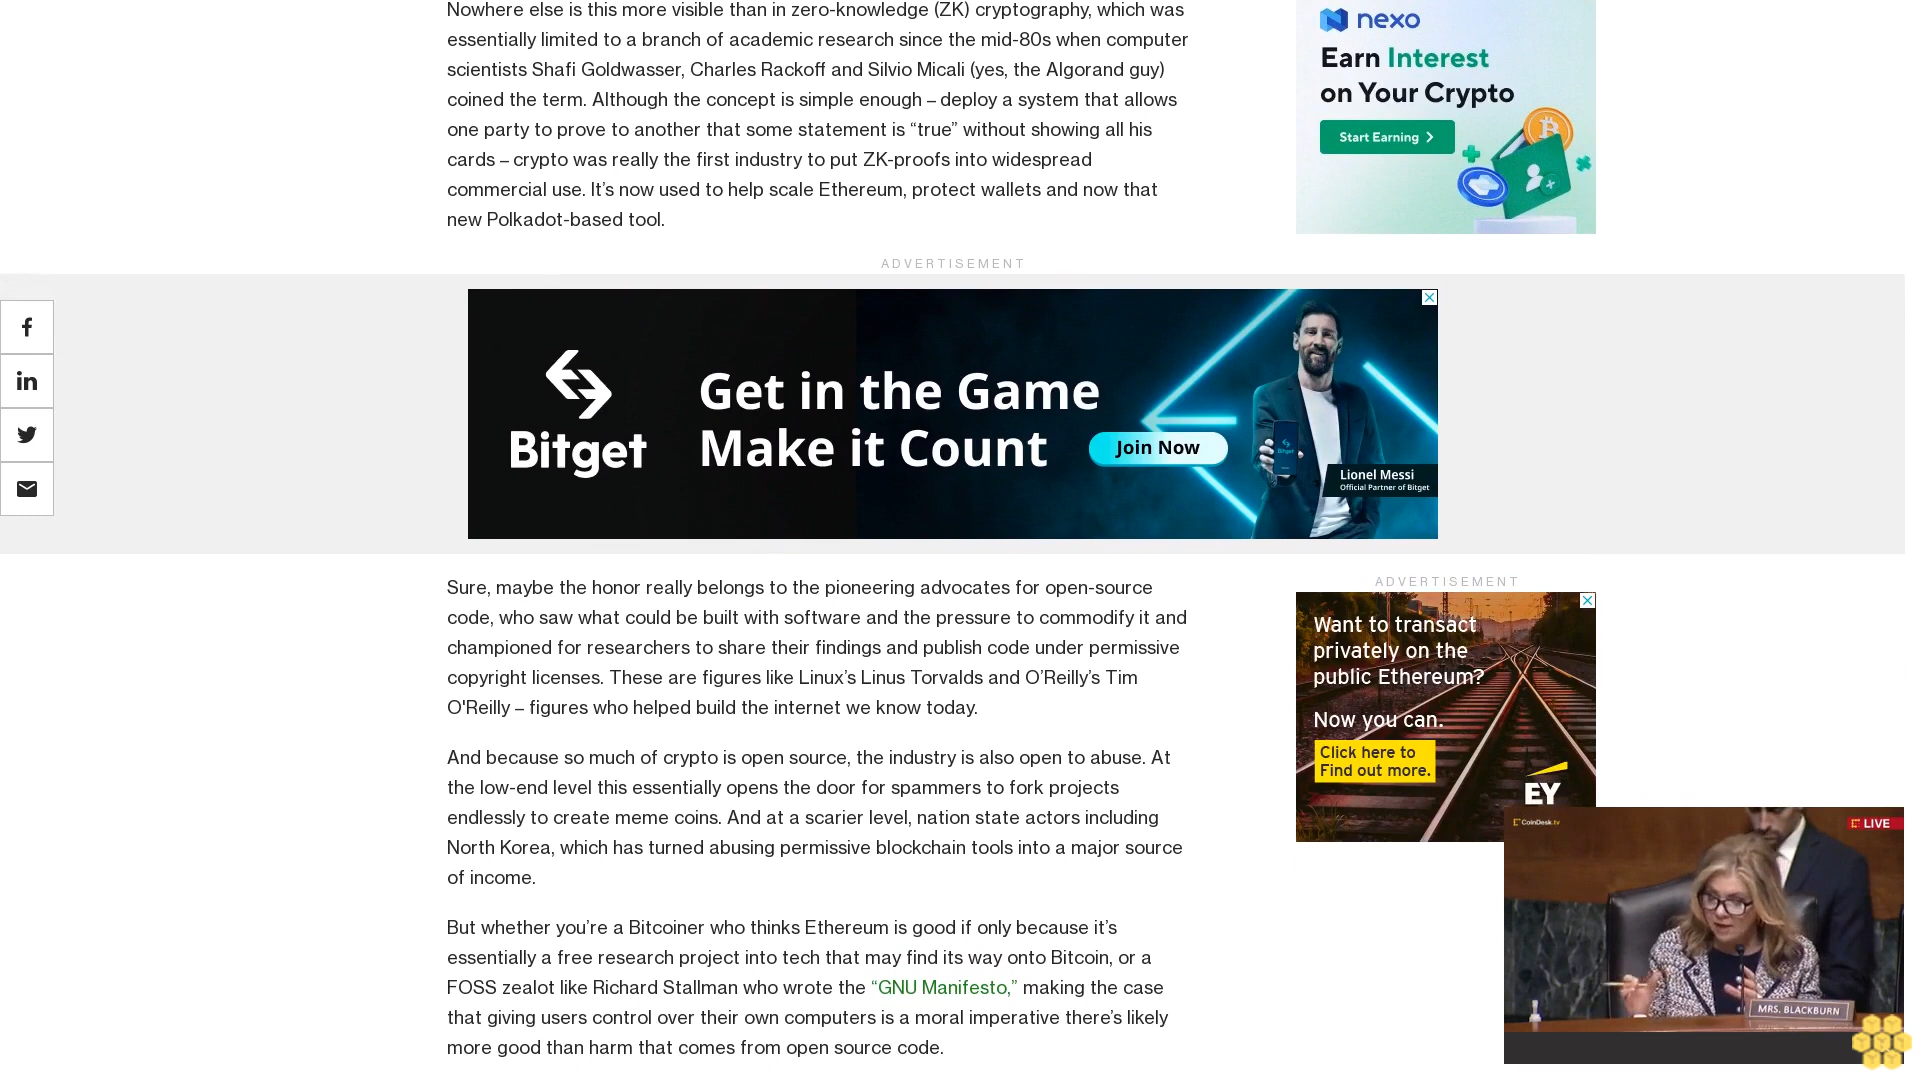 Nowhere else is this more visible than in zero-knowledge (ZK) cryptography, which was
essentially limited to a branch of academic research since the mid-80s when computer
scientists Shafi Goldwasser, Charles Rackoff and Silvio Micali (yes, the Algorand guy)
coined the term. Although the concept is simple enough – deploy a system that allows
one party to prove to another that some statement is “true” without showing all his
cards – crypto was really the first industry to put ZK-proofs into widespread
commercial use. It’s now used to help scale Ethereum, protect wallets and now that
new Polkadot-based tool.
nexo
Earn Interest
on Your Crypto
Start Earning
ADVERTISEMENT
Bitget
Get in the Game
Make it Count
Join Now
Bitget
Lionel Messi
Official Partner of Bitget
Sure, maybe the honor really belongs to the pioneering advocates for open-source
code, who saw what could be built with software and the pressure to commodify it and
championed for researchers to share their findings and publish code under permissive
copyright licenses. These are figures like Linux’s Linus Torvalds and O’Reilly’s Tim
O'Reilly – figures who helped build the internet we know today.
And because so much of crypto is open source, the industry is also open to abuse. At
the low-end level this essentially opens the door for spammers to fork projects
endlessly to create meme coins. And at a scarier level, nation state actors including
North Korea, which has turned abusing permissive blockchain tools into a major source
of income.
But whether you’re a Bitcoiner who thinks Ethereum is good if only because it’s
essentially a free research project into tech that may find its way onto Bitcoin, or a
FOSS zealot like Richard Stallman who wrote the “GNU Manifesto,” making the case
that giving users control over their own computers is a moral imperative there’s likely
more good than harm that comes from open source code.
ADVERTISEMENT
Want to transact
privately on the
public Ethereum?
Now you can.
Click here to
Find out more.
EY
CoinDesk.tv
LIVE
MRS. BLACKBURN